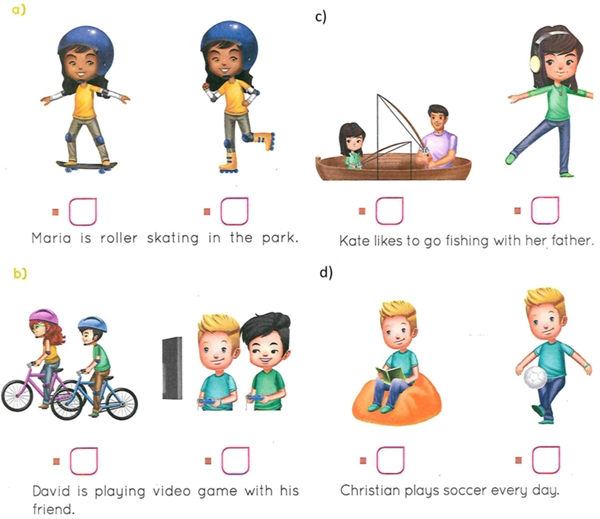 a)
Maria is roller skating in the park.
b)
David is playing video game with his
friend.
c)
Kate likes to go fishing with her father.
d)
Christian plays soccer every day.